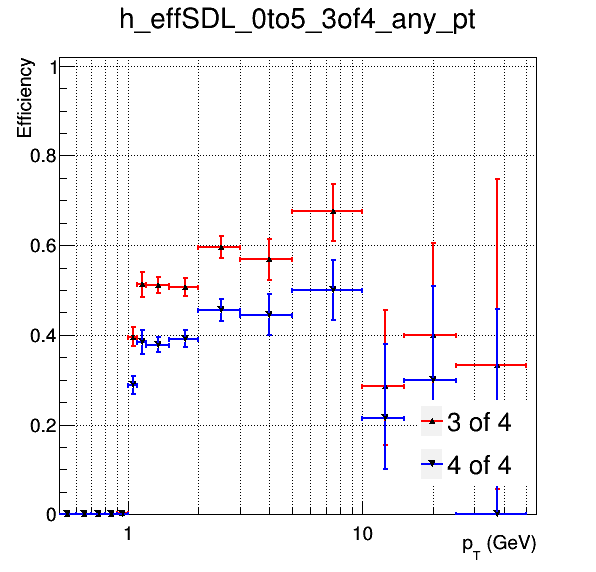 h_effSDL_0to5_3of4_any_pt
Efficiency
1
0.8
0.6
0.4
0.2
0
3 of 4
4 of 4
1
10
p_T (GeV)